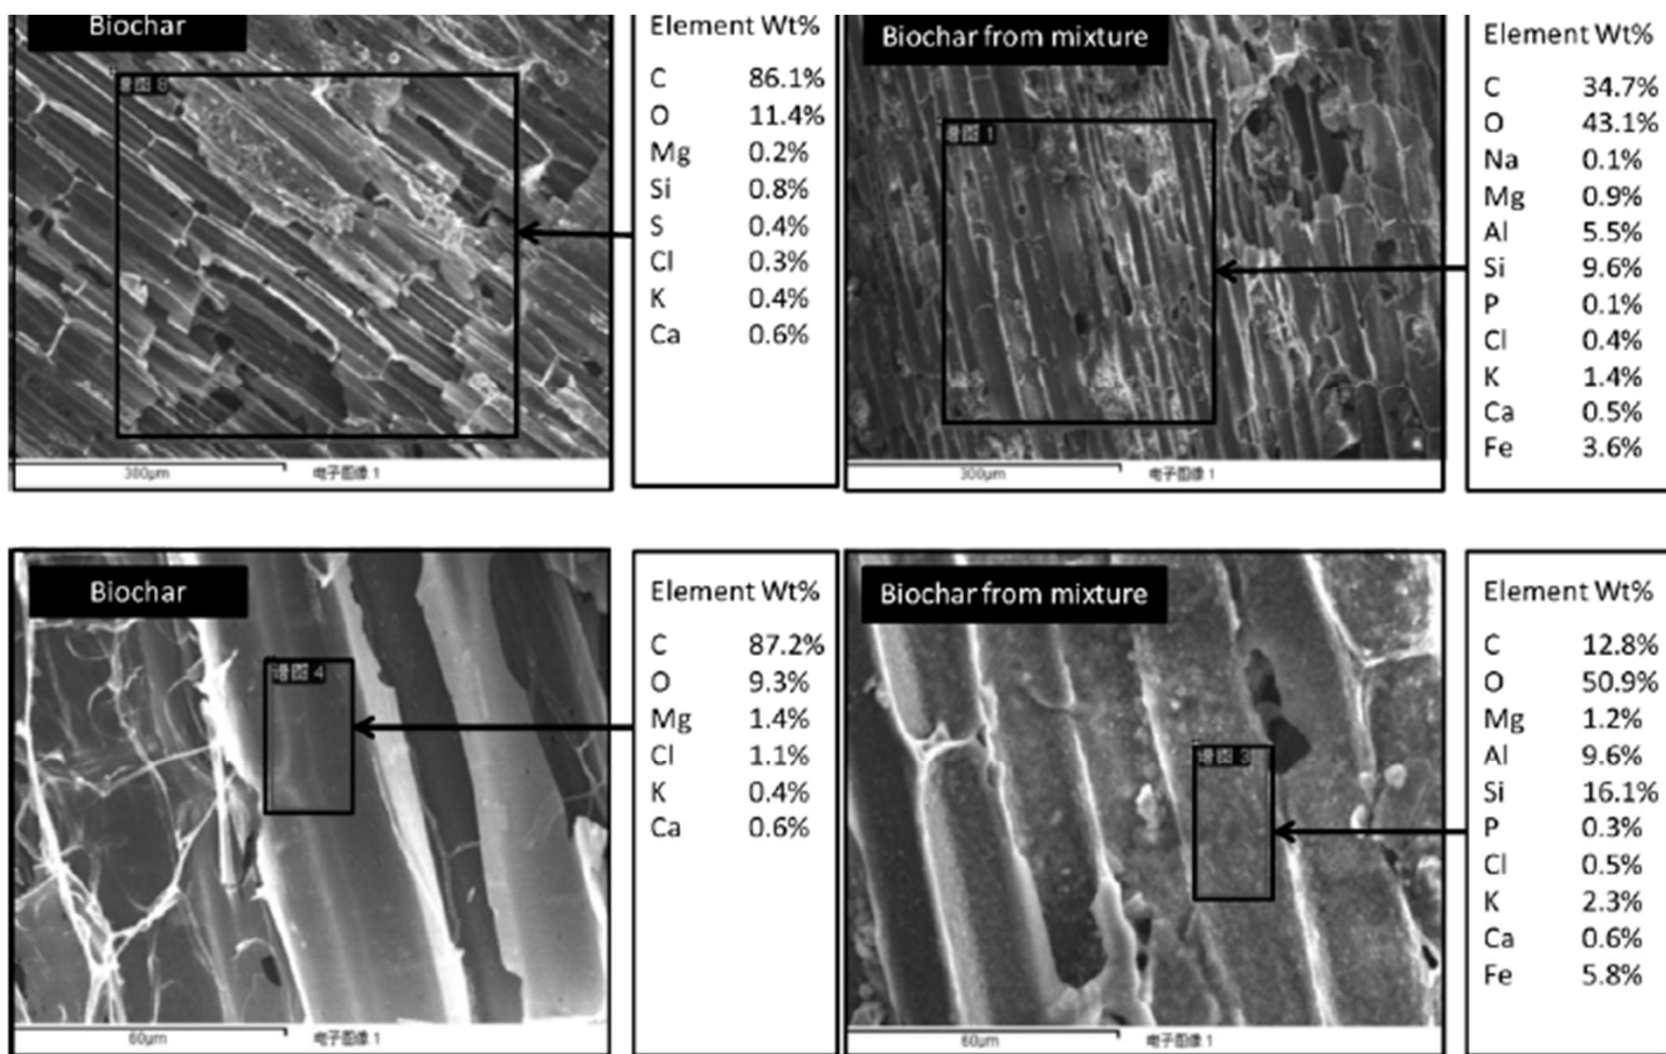 Biochar
Element Wt%
C 86.1%
O 11.4%
Mg 0.2%
Si 0.8%
S 0.4%
Cl 0.3%
K 0.4%
Ca 0.6%
300μm 电子图像 1
Biochar from mixture
1
Element Wt%
C 34.7%
O 43.1%
Na 0.1%
Mg 0.9%
Al 5.5%
Si 9.6%
P 0.1%
Cl 0.4%
K 1.4%
Ca 0.5%
Fe 3.6%
300μm 电子图像 1
Biochar
4
Element Wt%
C 87.2%
O 9.3%
Mg 1.4%
Cl 1.1%
K 0.4%
Ca 0.6%
60μm 电子图像 1
Biochar from mixture
3
Element Wt%
C 12.8%
O 50.9%
Mg 1.2%
Al 9.6%
Si 16.1%
P 0.3%
Cl 0.5%
K 2.3%
Ca 0.6%
Fe 5.8%
60μm 电子图像 1